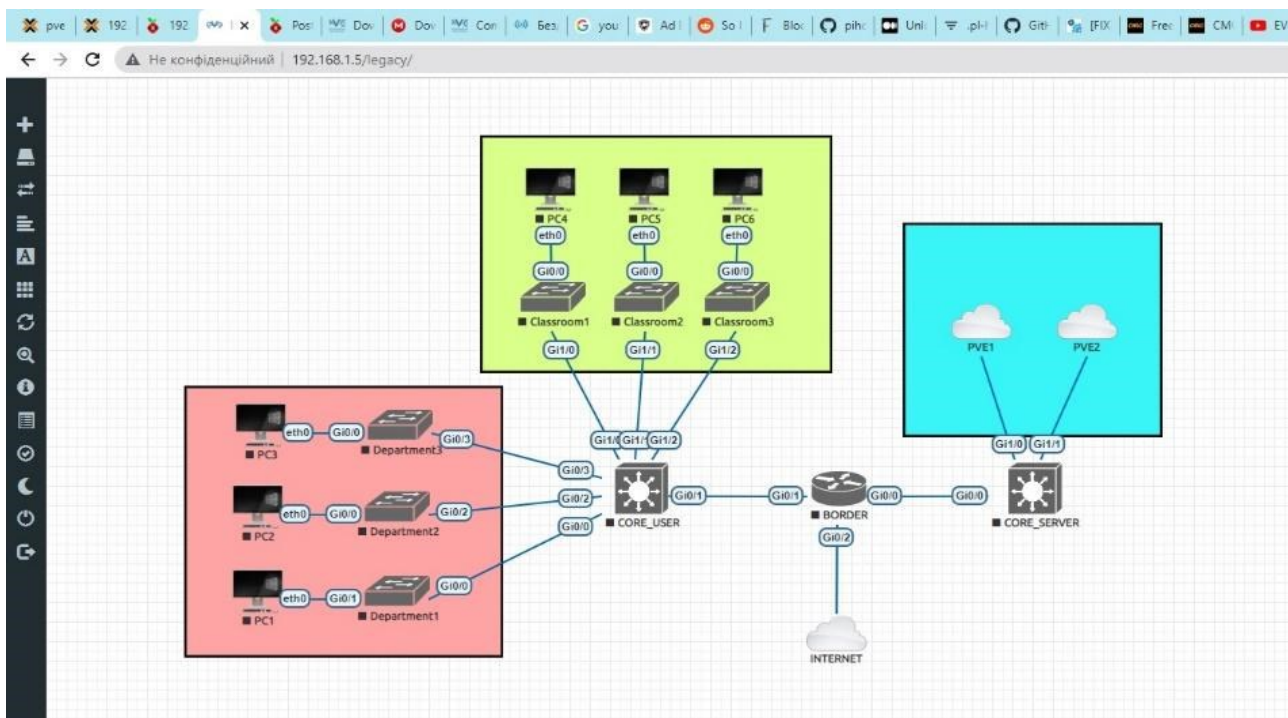 pve 192 192 Pos Dov Dov Con Без G you Ad So I F Bloc pihc Unli .pl-l Gith [FIX Free CM EV
Не конфіденційний 192.168.1.5/legacy/
PC4 PC5 PC6
eth0 eth0 eth0
Gi0/0 Gi0/0 Gi0/0
Classroom1 Classroom2 Classroom3
Gi1/0 Gi1/1 Gi1/2
PVE1 PVE2
eth0 Gi0/0
PC3 Department3 Gi0/3
Gi1/0 Gi1/1 Gi1/2
Gi1/0 Gi1/1
Gi0/3
Gi0/2
Gi0/0
eth0 Gi0/0 Gi0/2
PC2 Department2
Gi0/1 Gi0/1 Gi0/0 Gi0/0
CORE_USER BORDER CORE_SERVER
Gi0/2
eth0 Gi0/1 Gi0/0
PC1 Department1
INTERNET